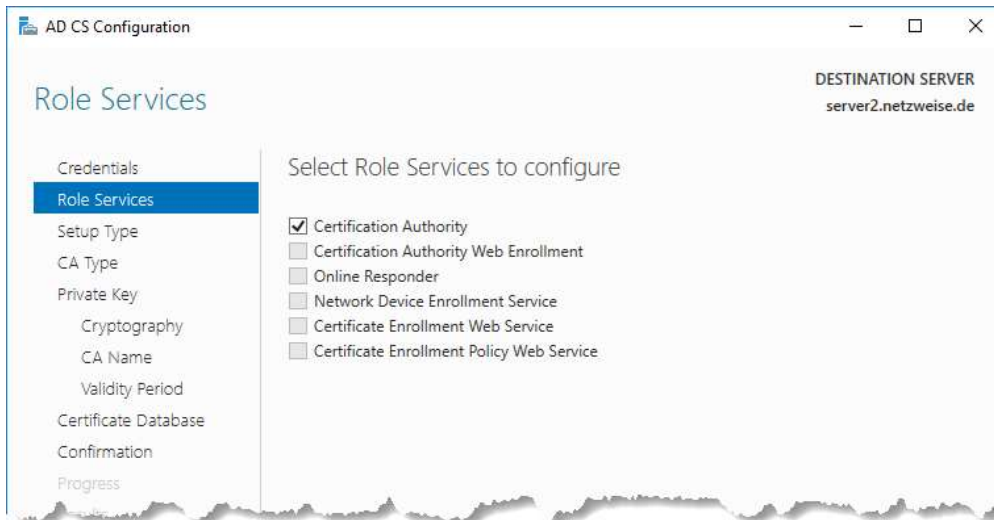 AD CS Configuration
Role Services
DESTINATION SERVER
server2.netzweise.de
Credentials
Role Services
Setup Type
CA Type
Private Key
Cryptography
CA Name
Validity Period
Certificate Database
Confirmation
Progress
Select Role Services to configure
Certification Authority
Certification Authority Web Enrollment
Online Responder
Network Device Enrollment Service
Certificate Enrollment Web Service
Certificate Enrollment Policy Web Service